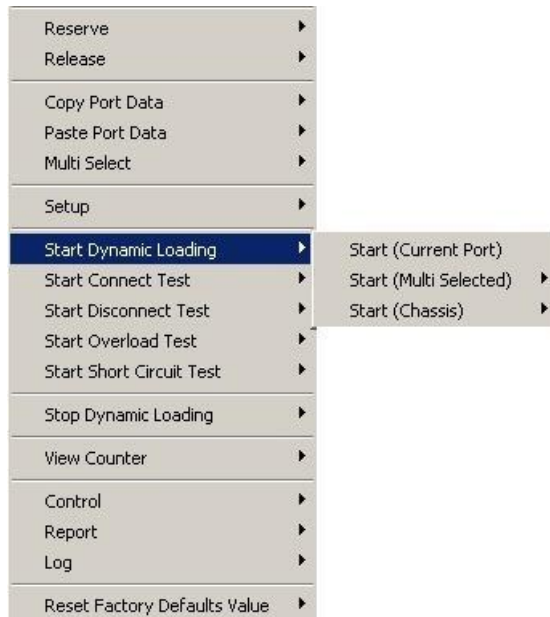 Reserve
Release
Copy Port Data
Paste Port Data
Multi Select
Setup
Start Dynamic Loading
Start (Current Port)
Start Connect Test
Start (Multi Selected)
Start Disconnect Test
Start (Chassis)
Start Overload Test
Start Short Circuit Test
Stop Dynamic Loading
View Counter
Control
Report
Log
Reset Factory Defaults Value